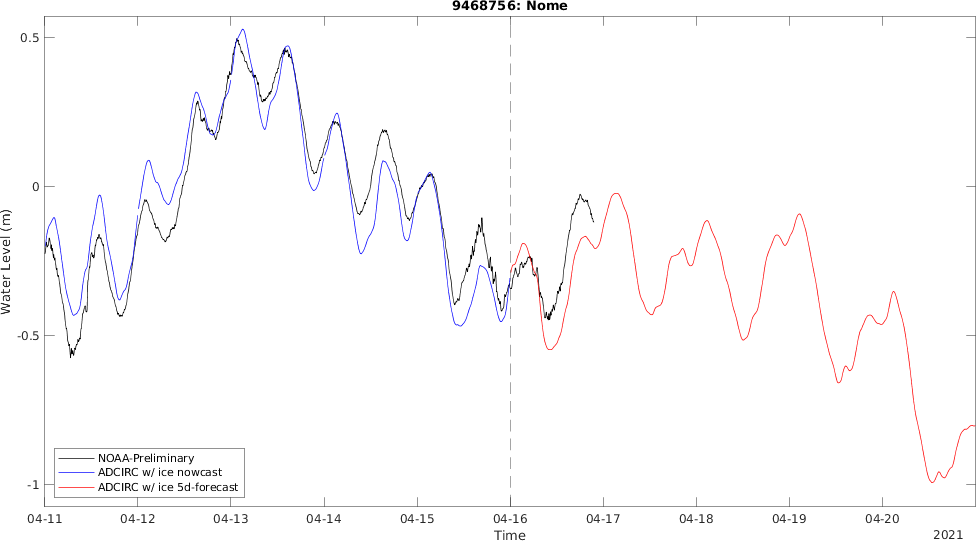 9468756: Nome
0.5
0
-0.5
-1
Water Level (m)
NOAA-Preliminary
ADCIRC w/ ice nowcast
ADCIRC w/ ice 5d-forecast
04-11 04-12 04-13 04-14 04-15 04-16 04-17 04-18 04-19 04-20
Time
2021